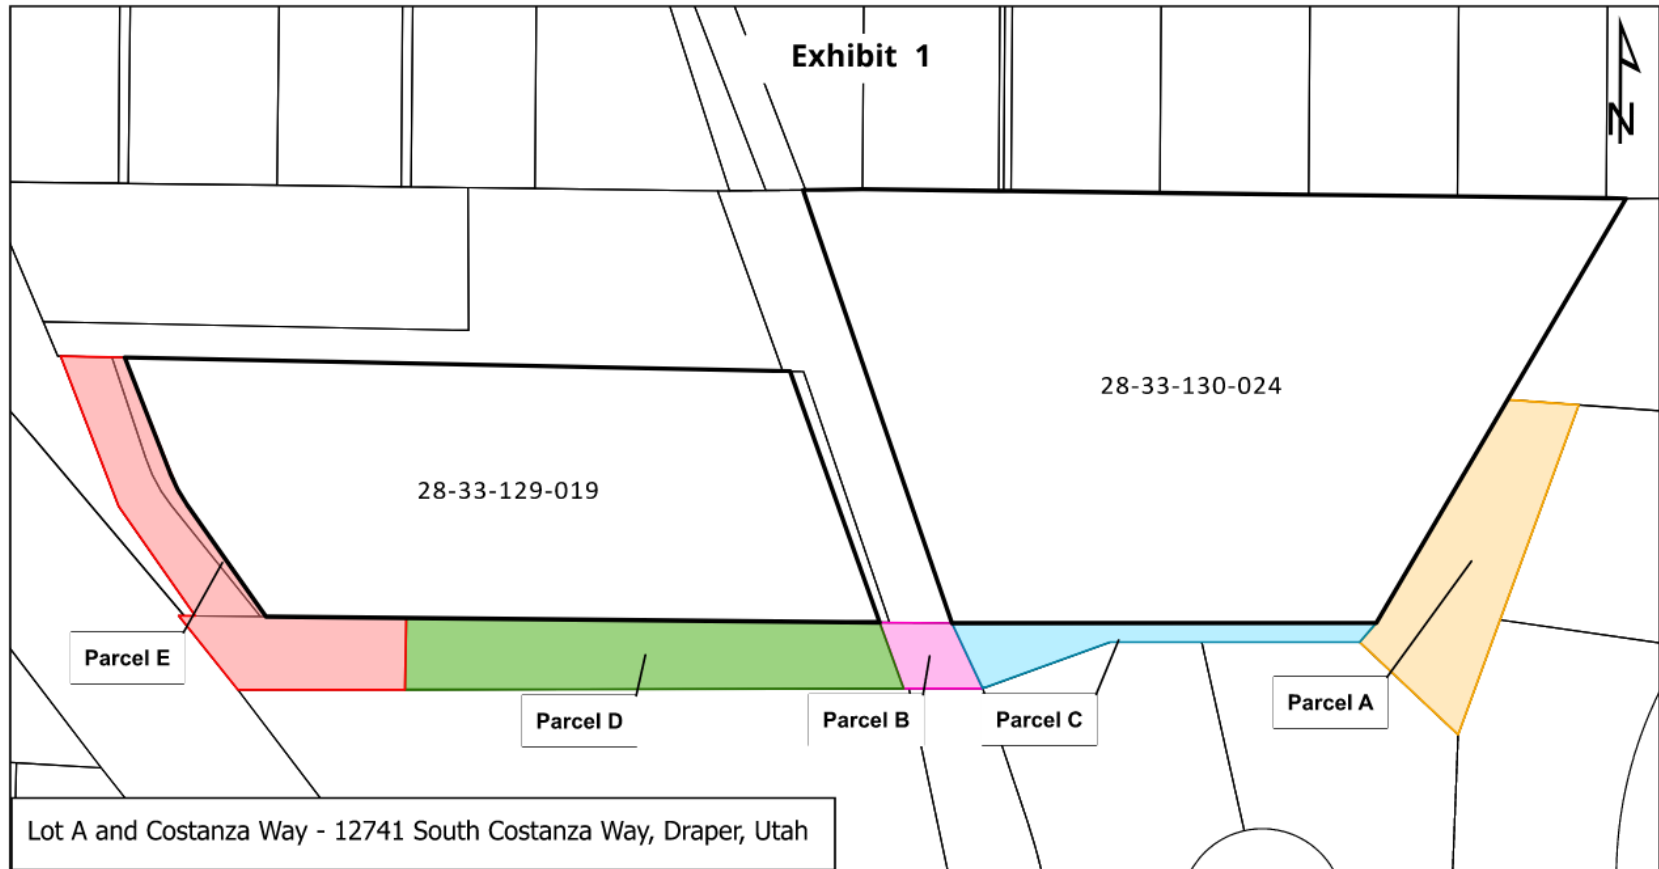 Exhibit 1
N
28-33-130-024
28-33-129-019
Parcel E
Parcel D
Parcel B
Parcel C
Parcel A
Lot A and Costanza Way - 12741 South Costanza Way, Draper, Utah